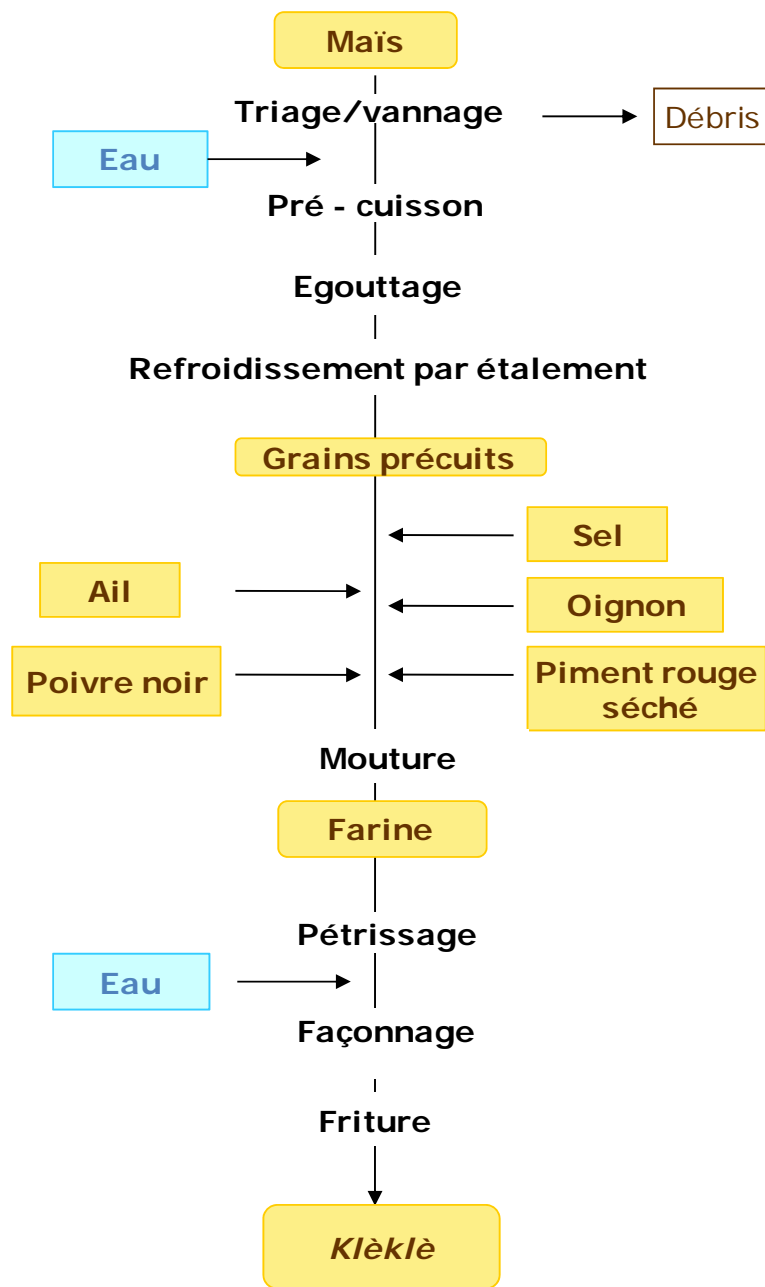 Maïs
Triage/vannage
Débris
Eau
Pré - cuisson
Egouttage
Refroidissement par étalement
Grains précuits
Sel
Ail
Oignon
Poivre noir
Piment rouge
séché
Mouture
Farine
Pétrissage
Eau
Façonnage
Friture
Klèklè